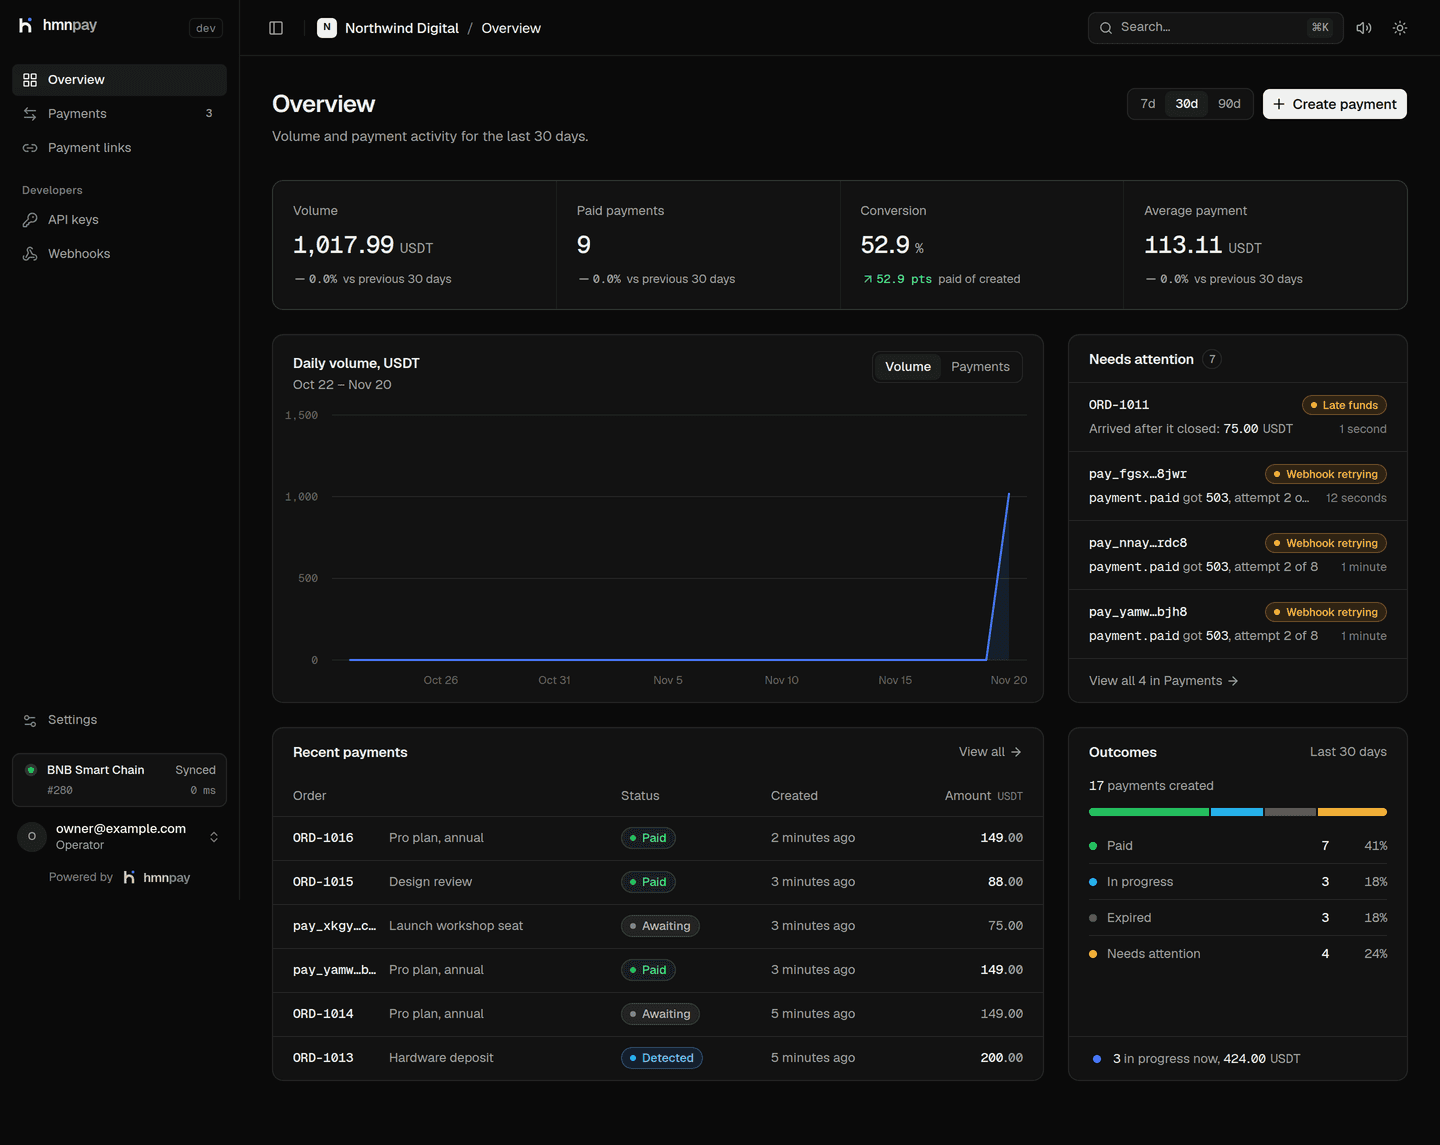 hmnpay
dev
Overview
Payments 3
Payment links
Developers
API keys
Webhooks
Settings
BNB Smart Chain Synced
#280 0 ms
O
owner@example.com
Operator
Powered by hmnpay
N Northwind Digital / Overview
Search... ⌘K
Overview
Volume and payment activity for the last 30 days.
7d 30d 90d
+ Create payment
Volume
1,017.99 USDT
— 0.0% vs previous 30 days
Paid payments
9
— 0.0% vs previous 30 days
Conversion
52.9 %
↗ 52.9 pts paid of created
Average payment
113.11 USDT
— 0.0% vs previous 30 days
Daily volume, USDT
Oct 22 – Nov 20
Volume Payments
1,500
1,000
500
0
Oct 26 Oct 31 Nov 5 Nov 10 Nov 15 Nov 20
Needs attention 7
ORD-1011 Late funds
Arrived after it closed: 75.00 USDT 1 second
pay_fgsx…8jwr Webhook retrying
payment.paid got 503, attempt 2 o… 12 seconds
pay_nnay…rdc8 Webhook retrying
payment.paid got 503, attempt 2 of 8 1 minute
pay_yamw…bjh8 Webhook retrying
payment.paid got 503, attempt 2 of 8 1 minute
View all 4 in Payments →
Recent payments View all →
Order Status Created Amount USDT
ORD-1016 Pro plan, annual Paid 2 minutes ago 149.00
ORD-1015 Design review Paid 3 minutes ago 88.00
pay_xkgy…c… Launch workshop seat Awaiting 3 minutes ago 75.00
pay_yamw…b… Pro plan, annual Paid 3 minutes ago 149.00
ORD-1014 Pro plan, annual Awaiting 5 minutes ago 149.00
ORD-1013 Hardware deposit Detected 5 minutes ago 200.00
Outcomes Last 30 days
17 payments created
Paid 7 41%
In progress 3 18%
Expired 3 18%
Needs attention 4 24%
3 in progress now, 424.00 USDT